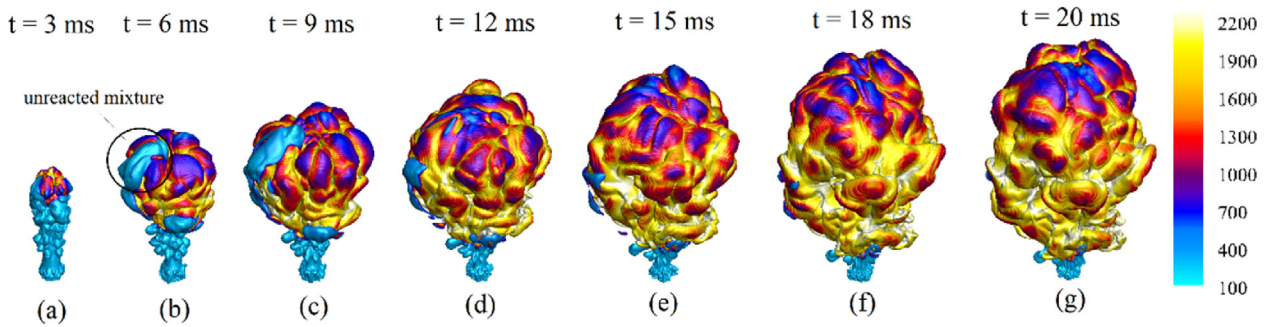 t = 3 ms
t = 6 ms
t = 9 ms
t = 12 ms
t = 15 ms
t = 18 ms
t = 20 ms
unreacted mixture
2200
1900
1600
1300
1000
700
400
100
(a)
(b)
(c)
(d)
(e)
(f)
(g)